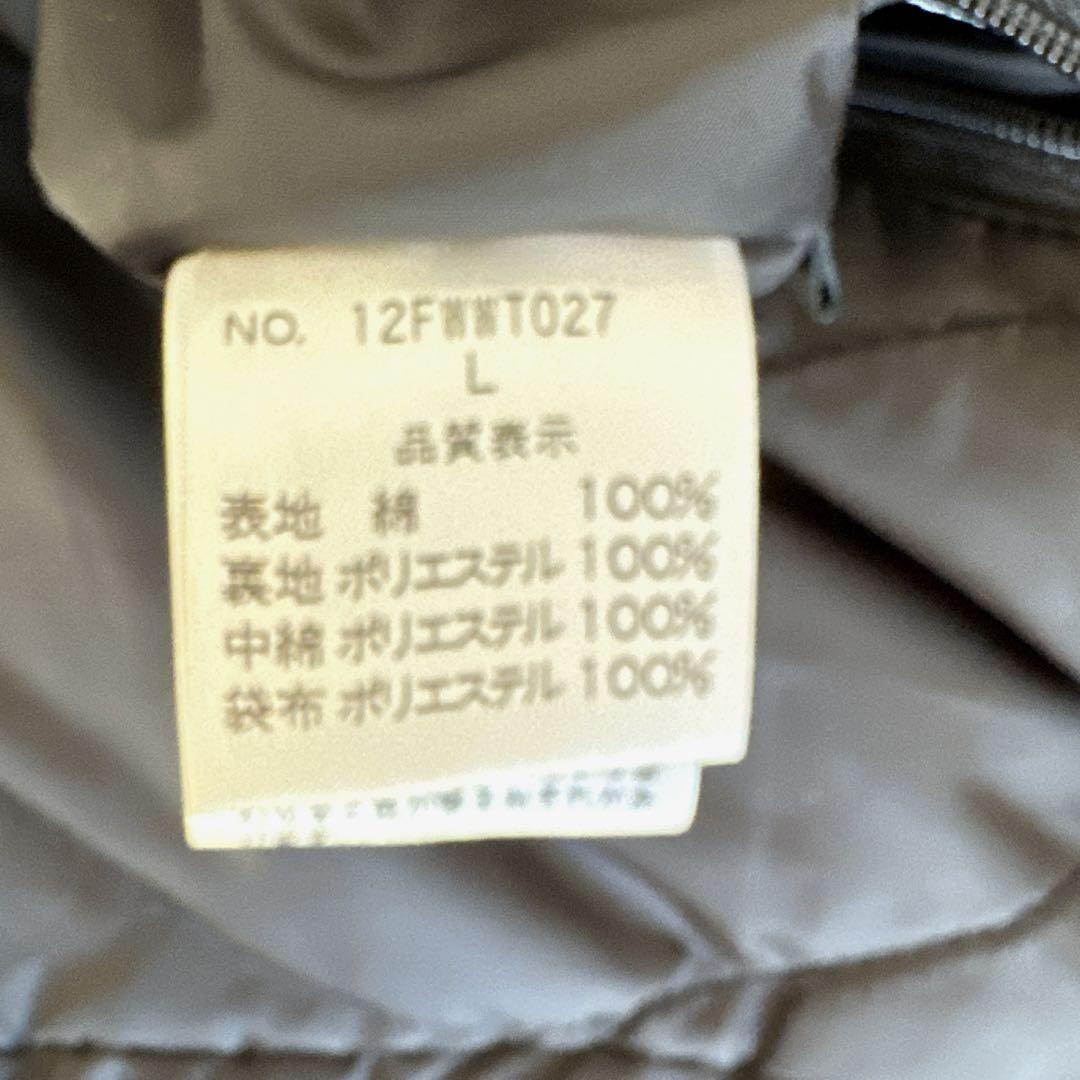 NO. 12FWWT027
L
品質表示
表地 綿 100%
裏地 ポリエステル 100%
中綿 ポリエステル 100%
袋布 ポリエステル 100%